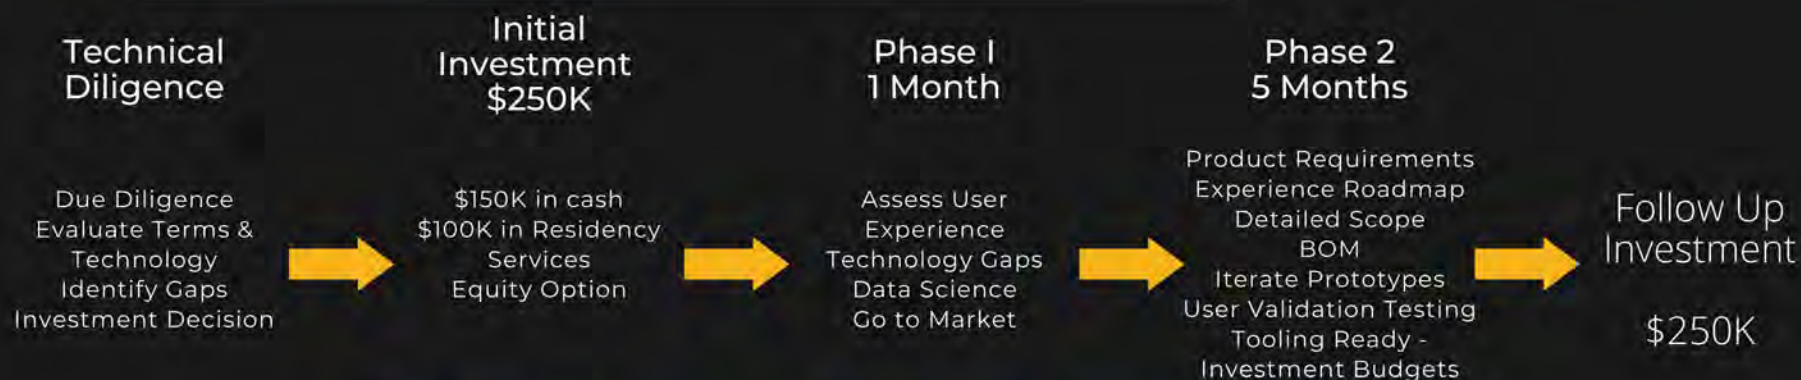 Technical
Diligence
Due Diligence
Evaluate Terms &
Technology
Identify Gaps
Investment Decision
Initial
Investment
$250K
$150K in cash
$100K in Residency
Services
Equity Option
Phase I
1 Month
Assess User
Experience
Technology Gaps
Data Science
Go to Market
Phase 2
5 Months
Product Requirements
Experience Roadmap
Detailed Scope
BOM
Iterate Prototypes
User Validation Testing
Tooling Ready -
Investment Budgets
Follow Up
Investment
$250K